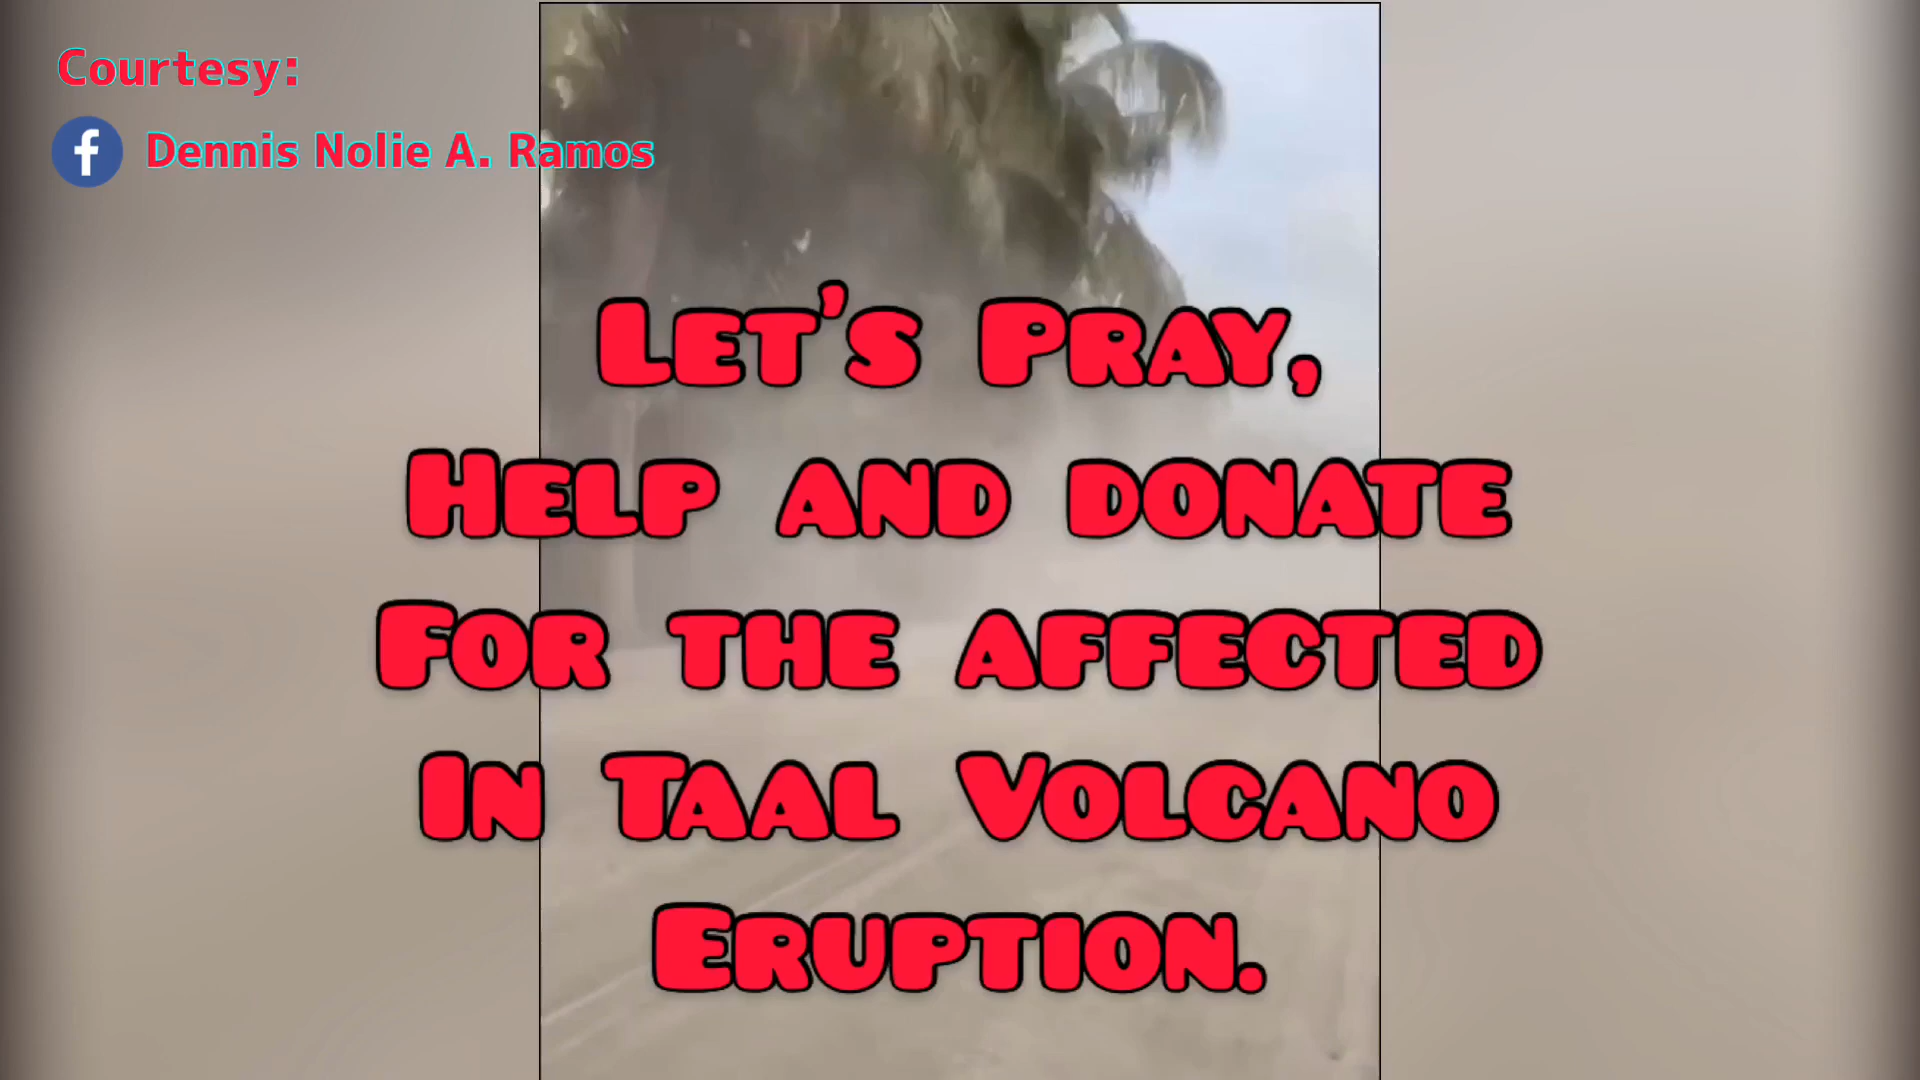 Courtesy:
Dennis Nolie A. Ramos
Let's Pray,
Help and donate
For the affected
In Taal Volcano
Eruption.